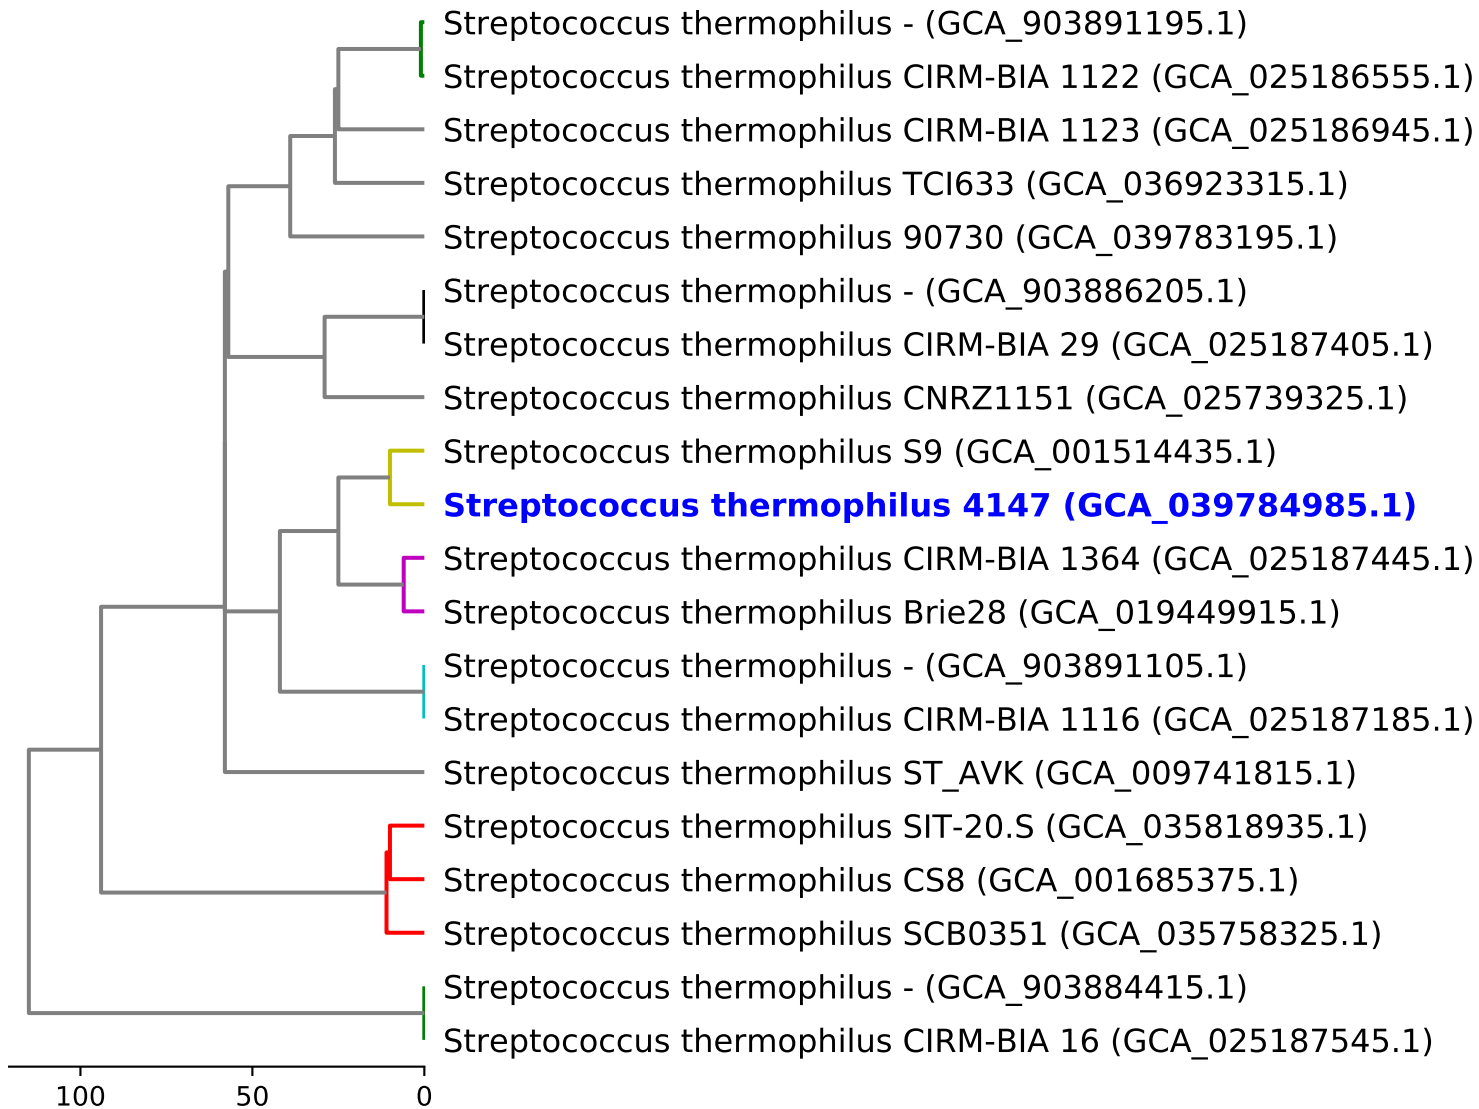 Streptococcus thermophilus - (GCA_903891195.1)
Streptococcus thermophilus CIRM-BIA 1122 (GCA_025186555.1)
Streptococcus thermophilus CIRM-BIA 1123 (GCA_025186945.1)
Streptococcus thermophilus TCI633 (GCA_036923315.1)
Streptococcus thermophilus 90730 (GCA_039783195.1)
Streptococcus thermophilus - (GCA_903886205.1)
Streptococcus thermophilus CIRM-BIA 29 (GCA_025187405.1)
Streptococcus thermophilus CNRZ1151 (GCA_025739325.1)
Streptococcus thermophilus S9 (GCA_001514435.1)
Streptococcus thermophilus 4147 (GCA_039784985.1)
Streptococcus thermophilus CIRM-BIA 1364 (GCA_025187445.1)
Streptococcus thermophilus Brie28 (GCA_019449915.1)
Streptococcus thermophilus - (GCA_903891105.1)
Streptococcus thermophilus CIRM-BIA 1116 (GCA_025187185.1)
Streptococcus thermophilus ST_AVK (GCA_009741815.1)
Streptococcus thermophilus SIT-20.S (GCA_035818935.1)
Streptococcus thermophilus CS8 (GCA_001685375.1)
Streptococcus thermophilus SCB0351 (GCA_035758325.1)
Streptococcus thermophilus - (GCA_903884415.1)
Streptococcus thermophilus CIRM-BIA 16 (GCA_025187545.1)
100 50 0